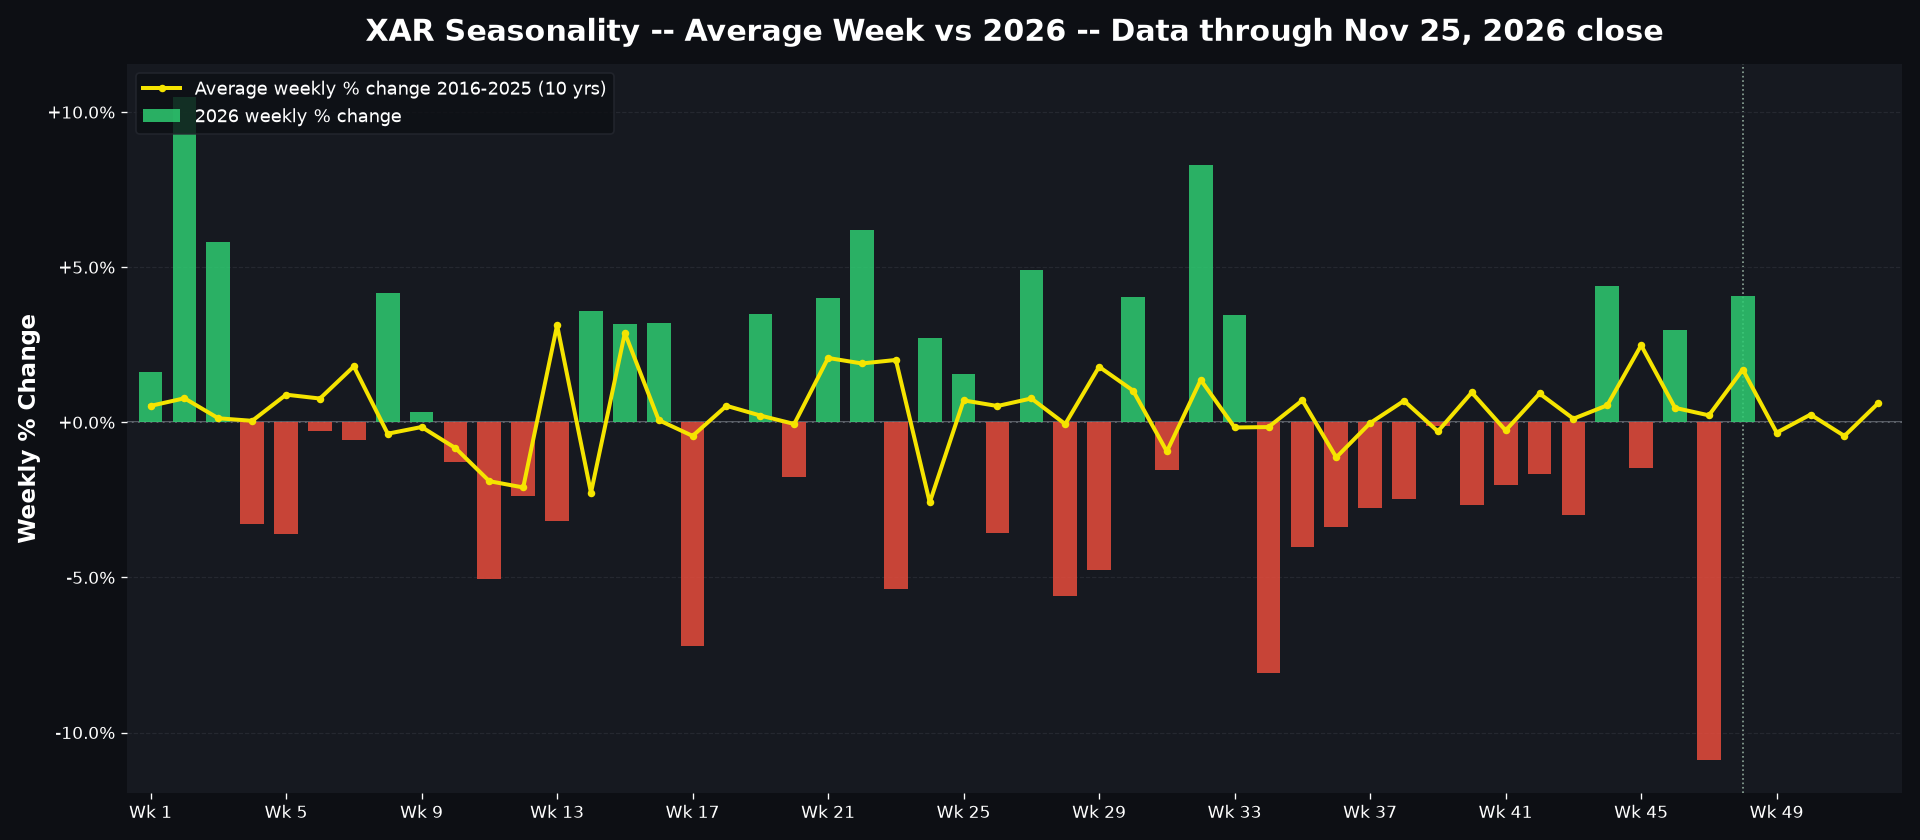 XAR Seasonality -- Average Week vs 2026 -- Data through Nov 25, 2026 close
Average weekly % change 2016-2025 (10 yrs)
2026 weekly % change
Weekly % Change
+10.0%
+5.0%
+0.0%
-5.0%
-10.0%
Wk 1 Wk 5 Wk 9 Wk 13 Wk 17 Wk 21 Wk 25 Wk 29 Wk 33 Wk 37 Wk 41 Wk 45 Wk 49